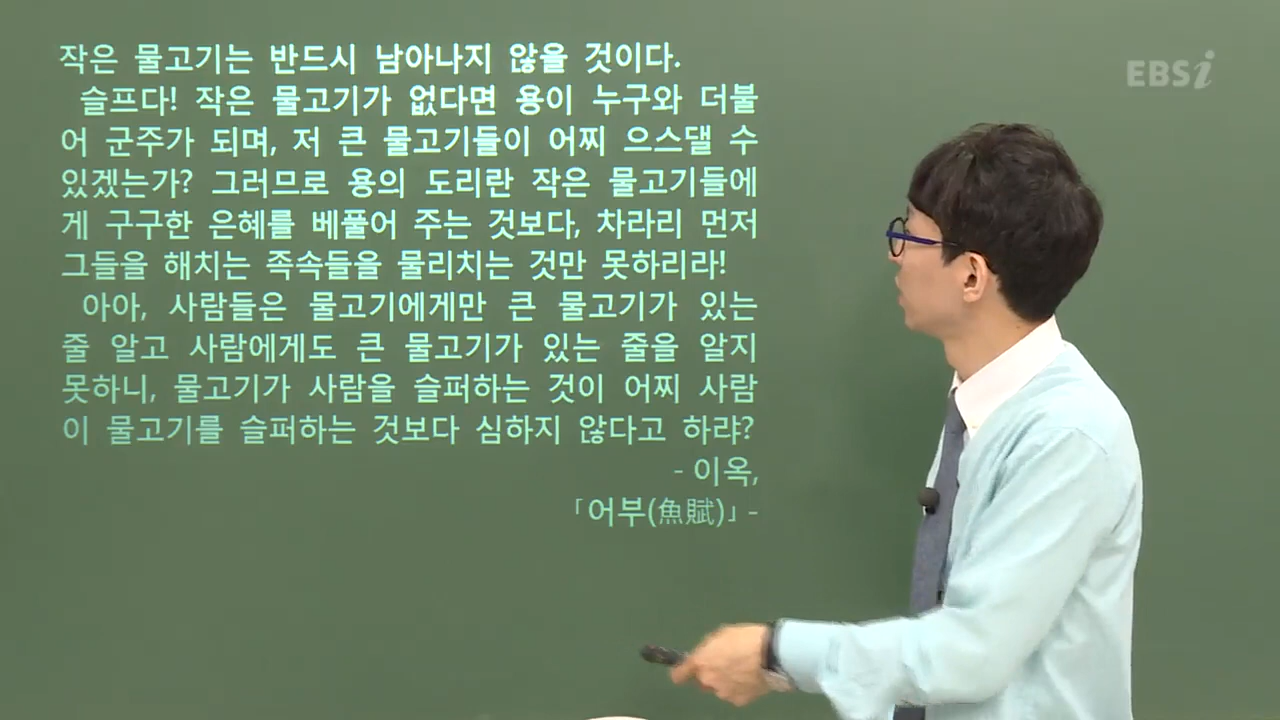 작은 물고기는 반드시 남아나지 않을 것이다.
슬프다! 작은 물고기가 없다면 용이 누구와 더불
어 군주가 되며, 저 큰 물고기들이 어찌 으스댈 수
있겠는가? 그러므로 용의 도리란 작은 물고기들에
게 구구한 은혜를 베풀어 주는 것보다, 차라리 먼저
그들을 해치는 족속들을 물리치는 것만 못하리라!
아아, 사람들은 물고기에게만 큰 물고기가 있는
줄 알고 사람에게도 큰 물고기가 있는 줄을 알지
못하니, 물고기가 사람을 슬퍼하는 것이 어찌 사람
이 물고기를 슬퍼하는 것보다 심하지 않다고 하랴?
- 이옥,
「어부(魚賦)」 -
EBSi